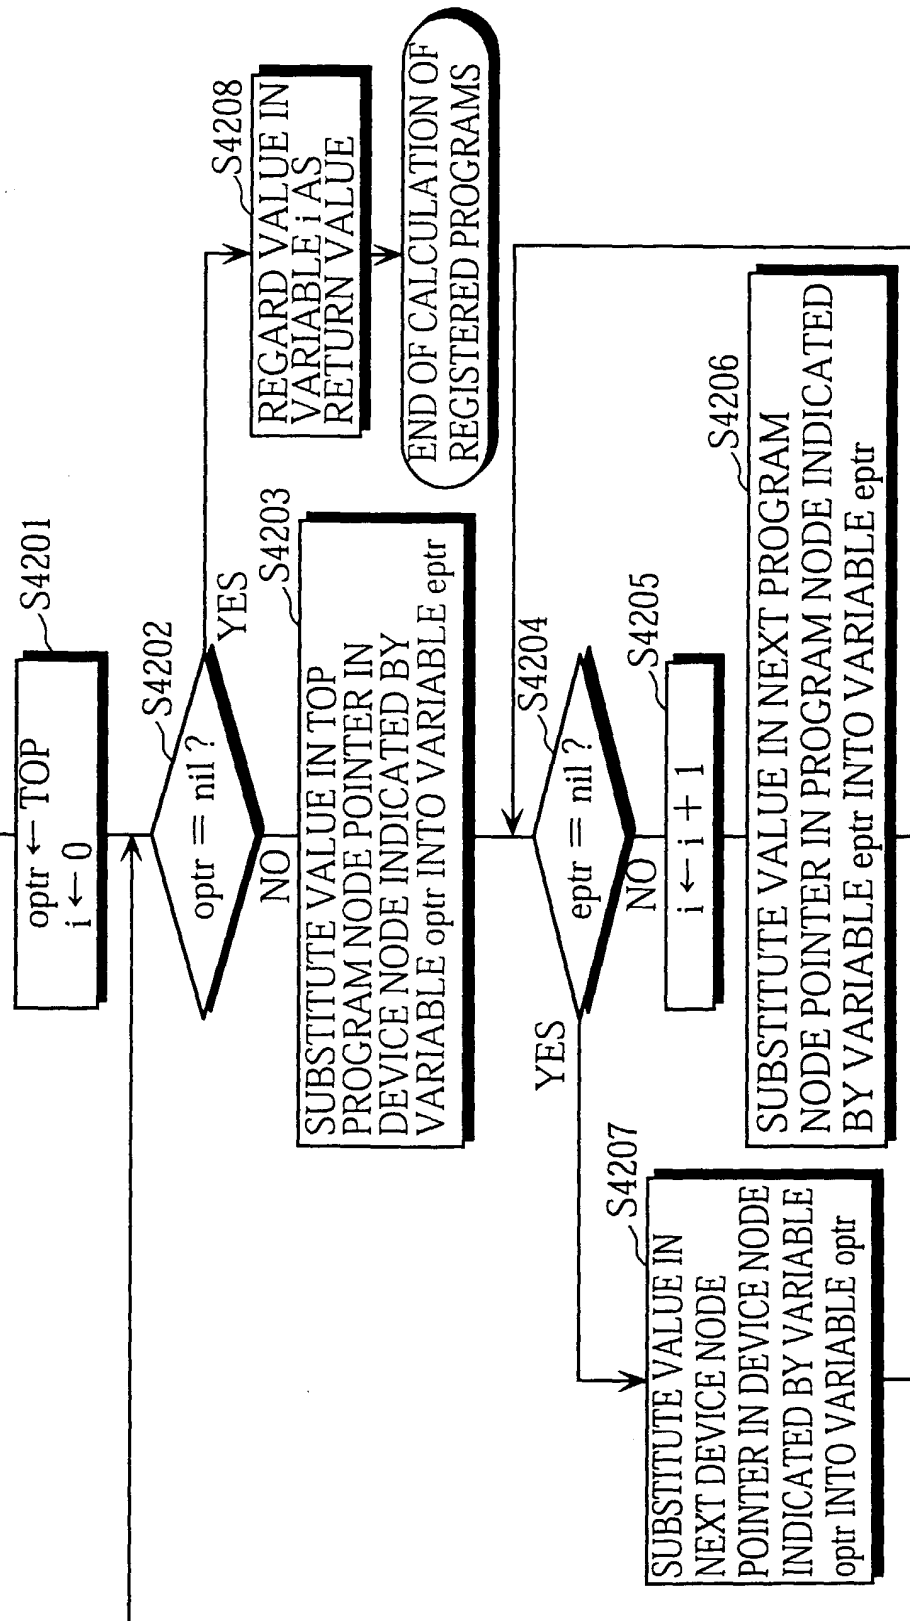 S4201
optr ← TOP
i ← 0
S4202
optr = nil ?
YES
NO
S4208
REGARD VALUE IN
VARIABLE i AS
RETURN VALUE
END OF CALCULATION OF
REGISTERED PROGRAMS
S4203
SUBSTITUTE VALUE IN TOP
PROGRAM NODE POINTER IN
DEVICE NODE INDICATED BY
VARIABLE optr INTO VARIABLE eptr
S4204
eptr = nil ?
YES
NO
S4205
i ← i + 1
S4206
SUBSTITUTE VALUE IN NEXT PROGRAM
NODE POINTER IN PROGRAM NODE INDICATED
BY VARIABLE eptr INTO VARIABLE eptr
S4207
SUBSTITUTE VALUE IN
NEXT DEVICE NODE
POINTER IN DEVICE NODE
INDICATED BY VARIABLE
optr INTO VARIABLE optr